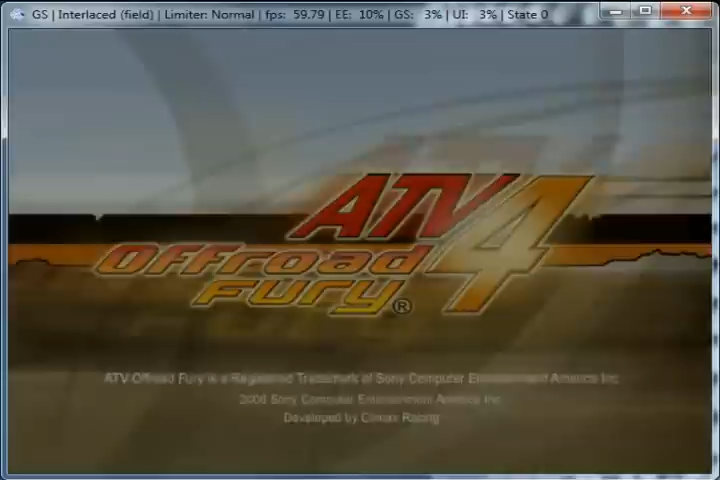 GS | Interlaced (field) | Limiter: Normal | fps: 59.79 | EE: 10% | GS: 3% | UI: 3% | State 0
ATV 4
Offroad
Fury®
ATV Offroad Fury is a Registered Trademark of Sony Computer Entertainment America Inc
2006 Sony Computer Entertainment America Inc
Developed by Climax Racing